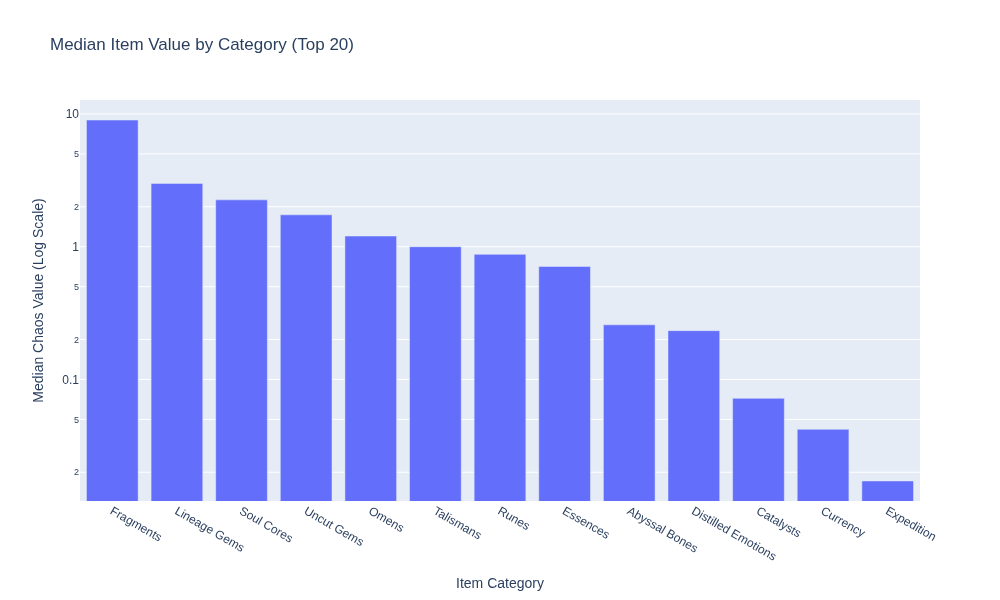 Median Item Value by Category (Top 20)
Median Chaos Value (Log Scale)
10
5
2
1
5
2
0.1
5
2
Fragments
Lineage Gems
Soul Cores
Uncut Gems
Omens
Talismans
Runes
Essences
Abyssal Bones
Distilled Emotions
Catalysts
Currency
Expedition
Item Category